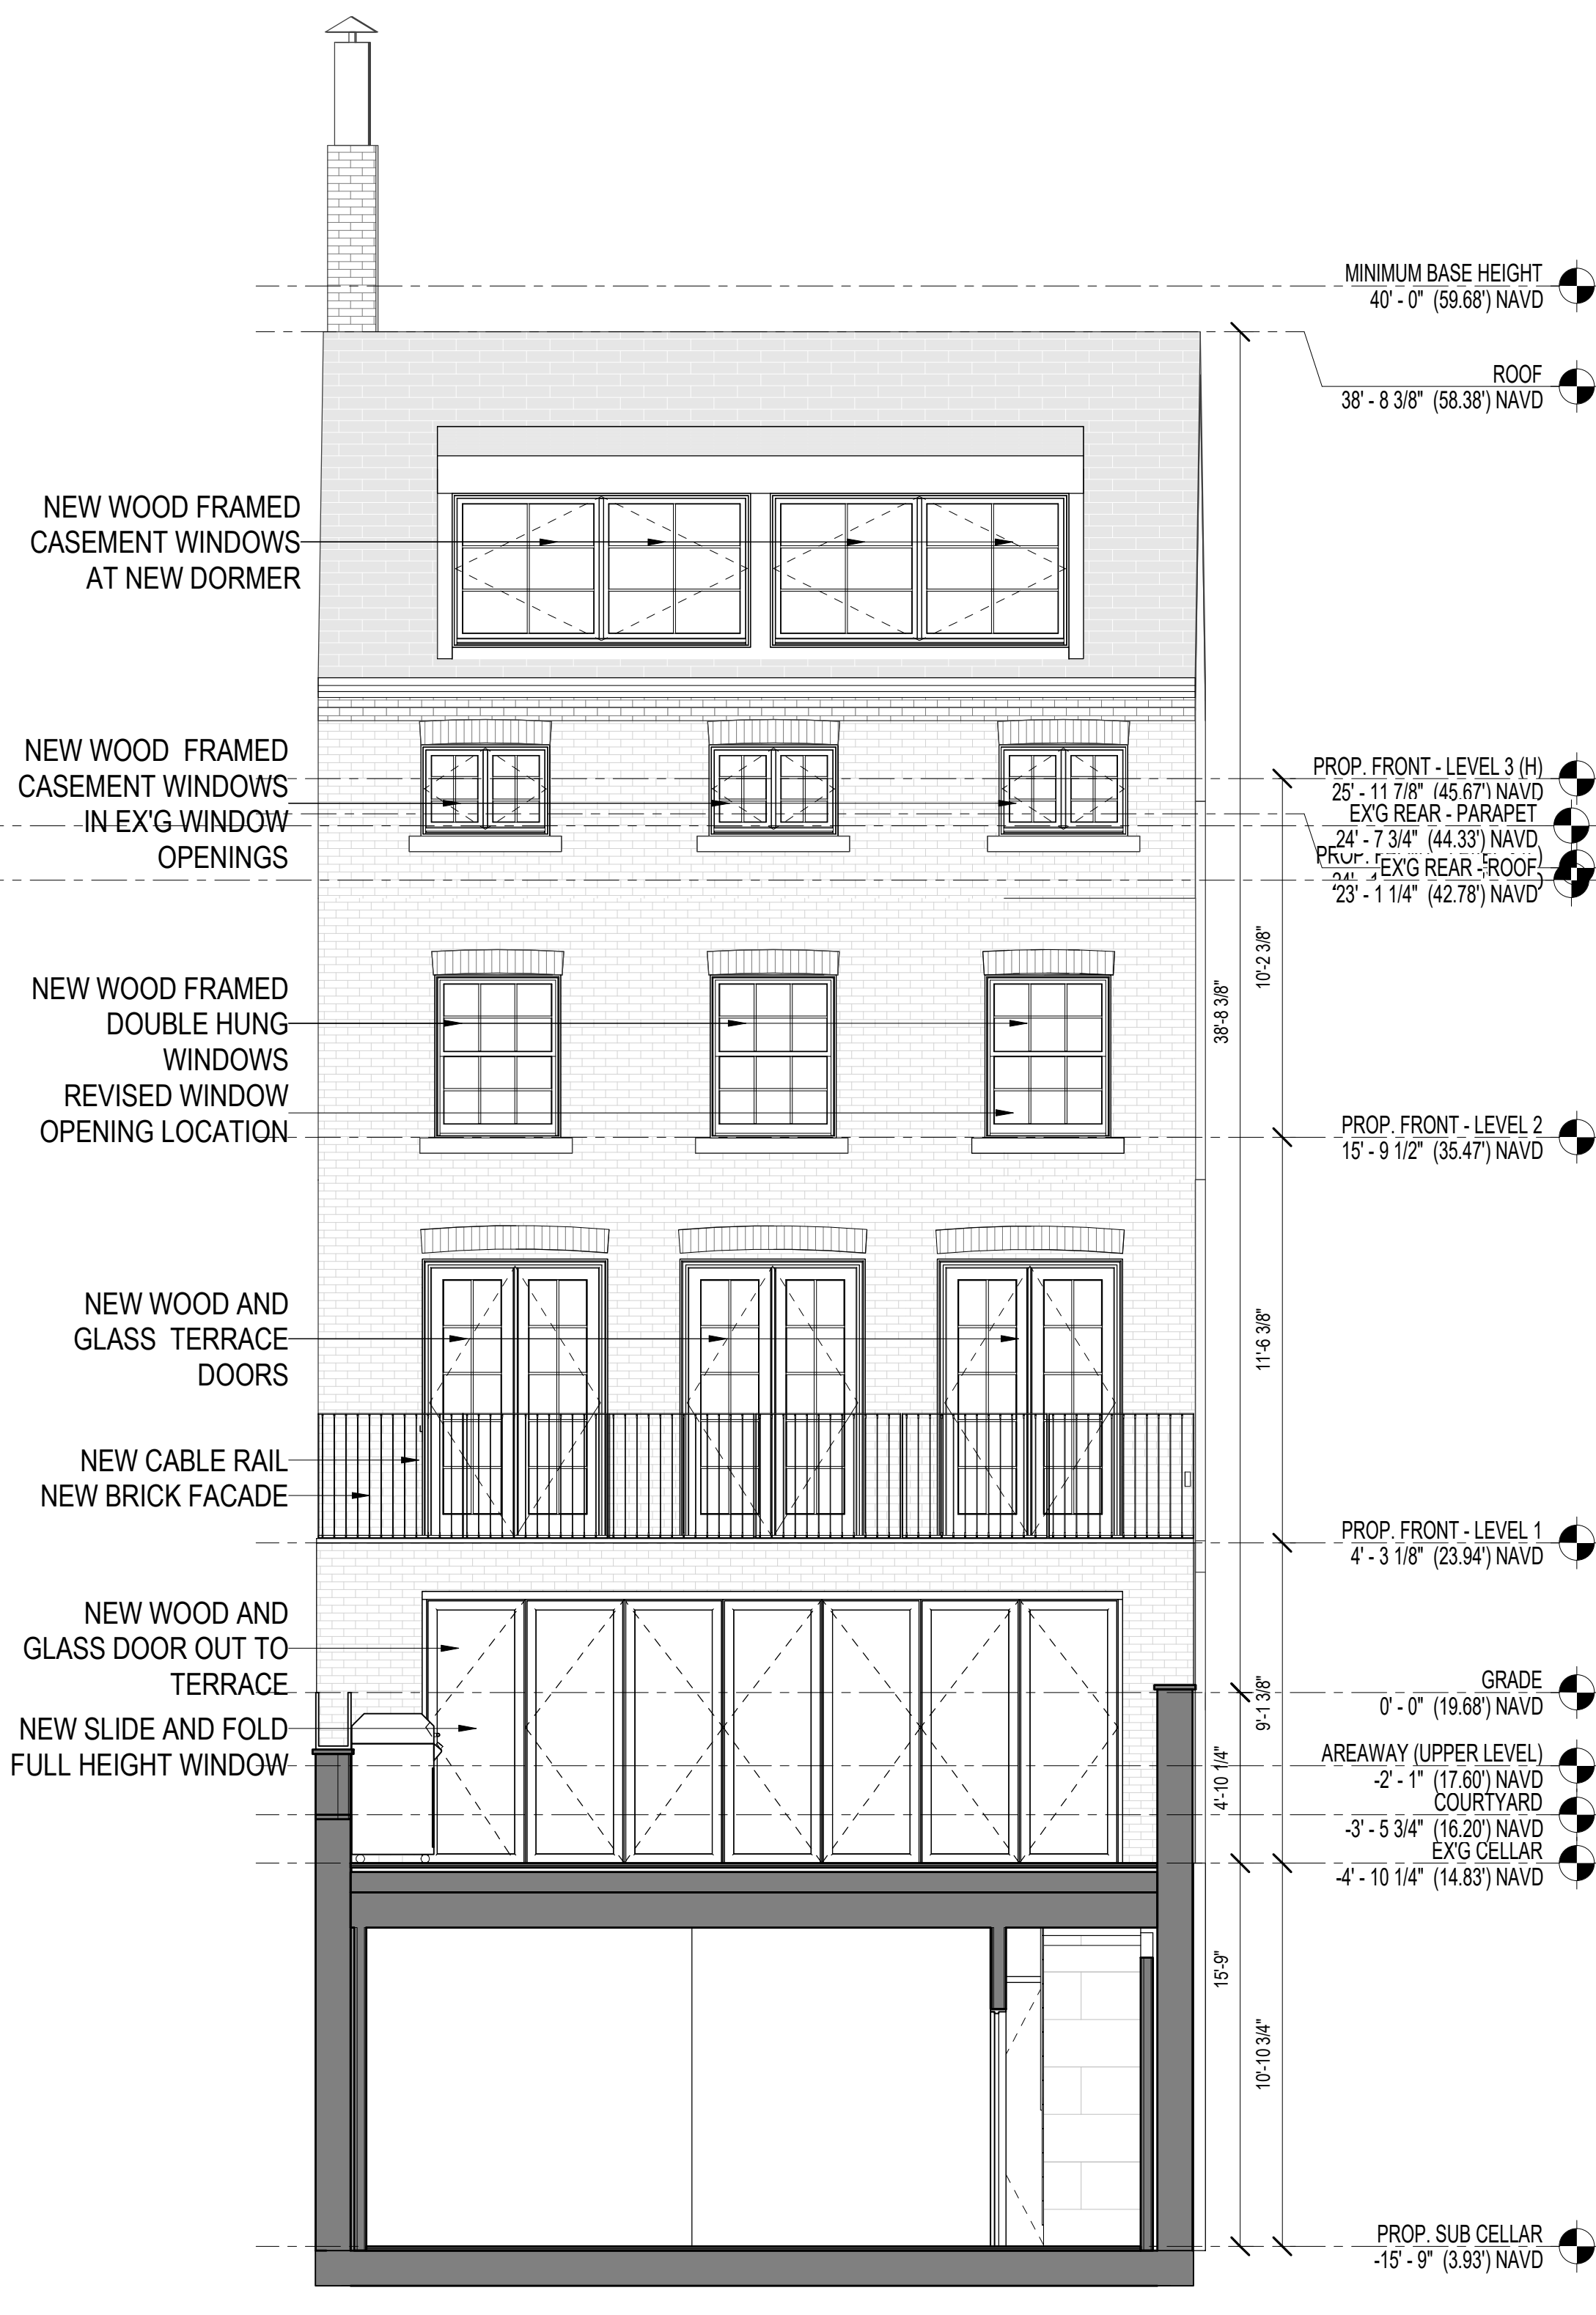 MINIMUM BASE HEIGHT
40' - 0" (59.68') NAVD
ROOF
38' - 8 3/8" (58.38') NAVD
NEW WOOD FRAMED
CASEMENT WINDOWS
AT NEW DORMER
NEW WOOD FRAMED
CASEMENT WINDOWS
IN EX'G WINDOW
OPENINGS
PROP. FRONT - LEVEL 3 (H)
25' - 11 7/8" (45.67') NAVD
EX'G REAR - PARAPET
24' - 7 3/4" (44.33') NAVD
PROP.
EX'G REAR - ROOF
23' - 1 1/4" (42.78') NAVD
10'-2 3/8"
38'-8 3/8"
NEW WOOD FRAMED
DOUBLE HUNG
WINDOWS
REVISED WINDOW
OPENING LOCATION
PROP. FRONT - LEVEL 2
15' - 9 1/2" (35.47') NAVD
NEW WOOD AND
GLASS TERRACE
DOORS
11'-6 3/8"
NEW CABLE RAIL
NEW BRICK FACADE
PROP. FRONT - LEVEL 1
4' - 3 1/8" (23.94') NAVD
NEW WOOD AND
GLASS DOOR OUT TO
TERRACE
NEW SLIDE AND FOLD
FULL HEIGHT WINDOW
9'-1 3/8"
4'-10 1/4"
GRADE
0' - 0" (19.68') NAVD
AREAWAY (UPPER LEVEL)
-2' - 1" (17.60') NAVD
COURTYARD
-3' - 5 3/4" (16.20') NAVD
EX'G CELLAR
-4' - 10 1/4" (14.83') NAVD
15'-9"
10'-10 3/4"
PROP. SUB CELLAR
-15' - 9" (3.93') NAVD